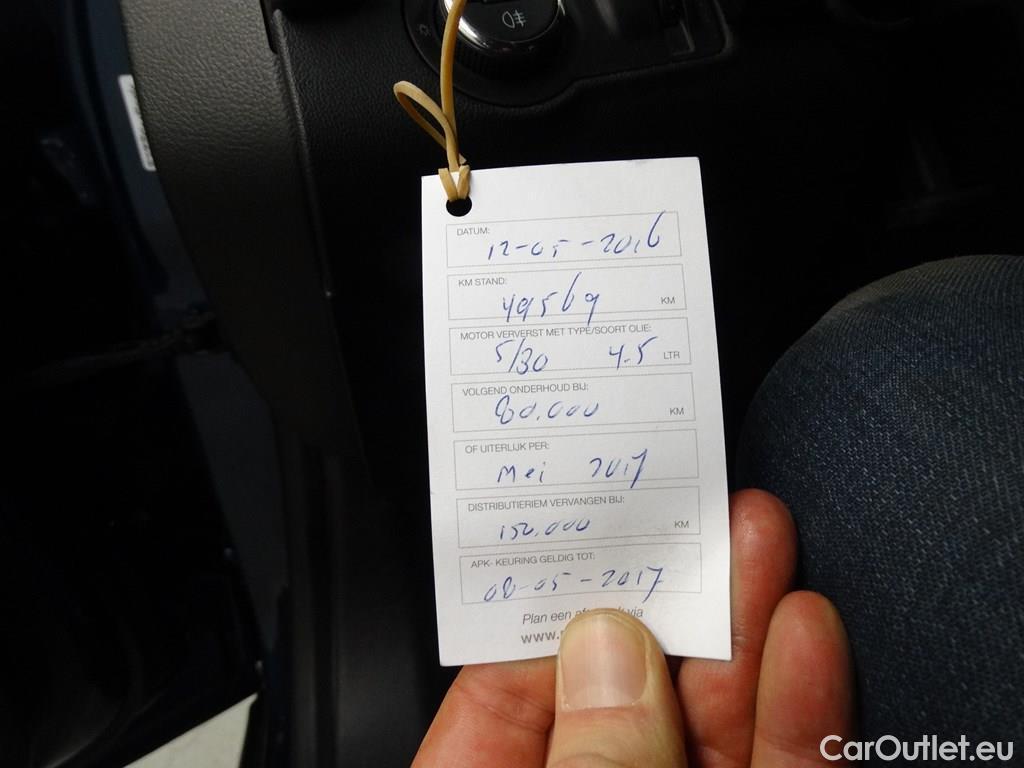 DATUM:
12-05-2016
KM STAND:
49569 KM
MOTOR VERVERST MET TYPE/SOORT OLIE:
5/30 4.5 LTR
VOLGEND ONDERHOUD BIJ:
80.000 KM
OF UITERLIJK PER:
Mei 2017
DISTRIBUTIERIEM VERVANGEN BIJ:
150.000 KM
APK- KEURING GELDIG TOT:
08-05-2017
Plan een via
www.
CarOutlet.eu